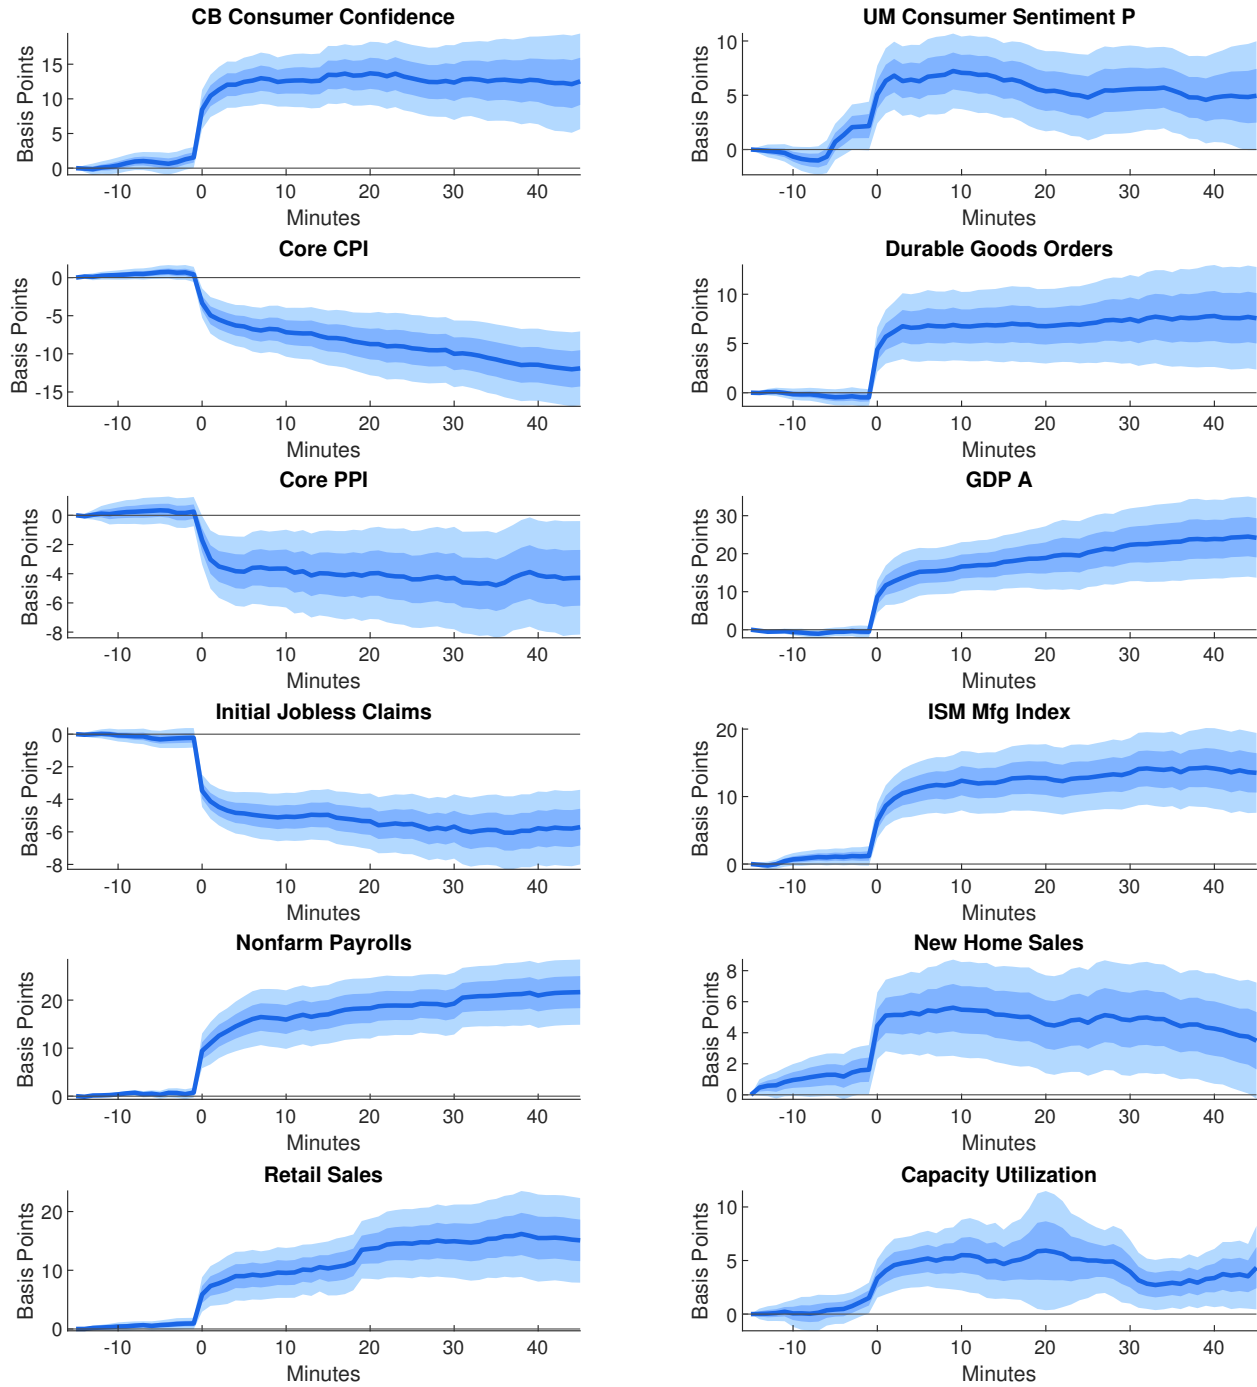 CB Consumer Confidence
15
10
5
0
Basis Points
-10 0 10 20 30 40
Minutes
UM Consumer Sentiment P
10
5
0
Basis Points
-10 0 10 20 30 40
Minutes
Core CPI
0
-5
-10
-15
Basis Points
-10 0 10 20 30 40
Minutes
Durable Goods Orders
10
5
0
Basis Points
-10 0 10 20 30 40
Minutes
Core PPI
0
-2
-4
-6
-8
Basis Points
-10 0 10 20 30 40
Minutes
GDP A
30
20
10
0
Basis Points
-10 0 10 20 30 40
Minutes
Initial Jobless Claims
0
-2
-4
-6
-8
Basis Points
-10 0 10 20 30 40
Minutes
ISM Mfg Index
20
10
0
Basis Points
-10 0 10 20 30 40
Minutes
Nonfarm Payrolls
20
10
0
Basis Points
-10 0 10 20 30 40
Minutes
New Home Sales
8
6
4
2
0
Basis Points
-10 0 10 20 30 40
Minutes
Retail Sales
20
10
0
Basis Points
-10 0 10 20 30 40
Minutes
Capacity Utilization
10
5
0
Basis Points
-10 0 10 20 30 40
Minutes